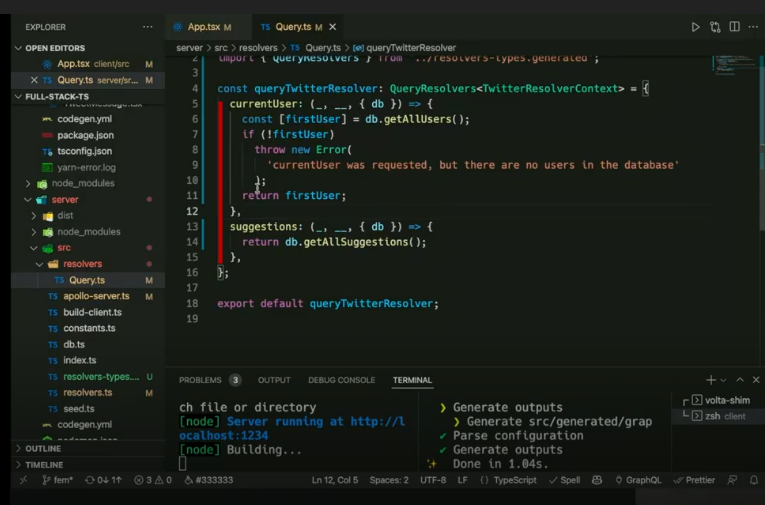 EXPLORER
···
App.tsx M
TS Query.ts M ×
OPEN EDITORS
App.tsx client/src M
× TS Query.ts server/sr... M
FULL-STACK-TS
codegen.yml
package.json
tsconfig.json
yarn-error.log
node_modules
server
dist
node_modules
src
resolvers
TS Query.ts M
TS apollo-server.ts M
TS build-client.ts
TS constants.ts
TS db.ts
TS index.ts
TS resolvers-types.... U
TS resolvers.ts M
TS seed.ts
codegen.yml
OUTLINE
TIMELINE
server > src > resolvers > TS Query.ts > queryTwitterResolver
2 import { QueryResolvers } from '../resolvers-types.generated';
3
4 const queryTwitterResolver: QueryResolvers<TwitterResolverContext> = {
5 currentUser: (_, __, { db }) => {
6 const [firstUser] = db.getAllUsers();
7 if (!firstUser)
8 throw new Error(
9 'currentUser was requested, but there are no users in the database'
10 );
11 return firstUser;
12 },
13 suggestions: (_, __, { db }) => {
14 return db.getAllSuggestions();
15 },
16 };
17
18 export default queryTwitterResolver;
19
PROBLEMS 3 OUTPUT DEBUG CONSOLE TERMINAL
ch file or directory
[node] Server running at http://l
ocalhost:1234
[node] Building...
❯ Generate outputs
❯ Generate src/generated/grap
✔ Parse configuration
✔ Generate outputs
Done in 1.04s.
volta-shim
zsh client
fem* 0↓ 1↑ 3 0 #333333 Ln 12, Col 5 Spaces: 2 UTF-8 LF {} TypeScript ✓ Spell GraphQL Prettier